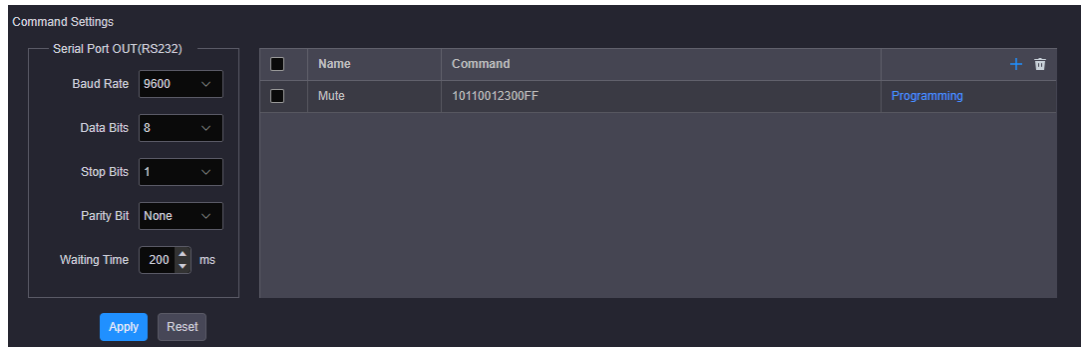 Command Settings
Serial Port OUT(RS232)
Baud Rate 9600
Data Bits 8
Stop Bits 1
Parity Bit None
Waiting Time 200 ms
Apply Reset
Name Command
Mute 10110012300FF Programming